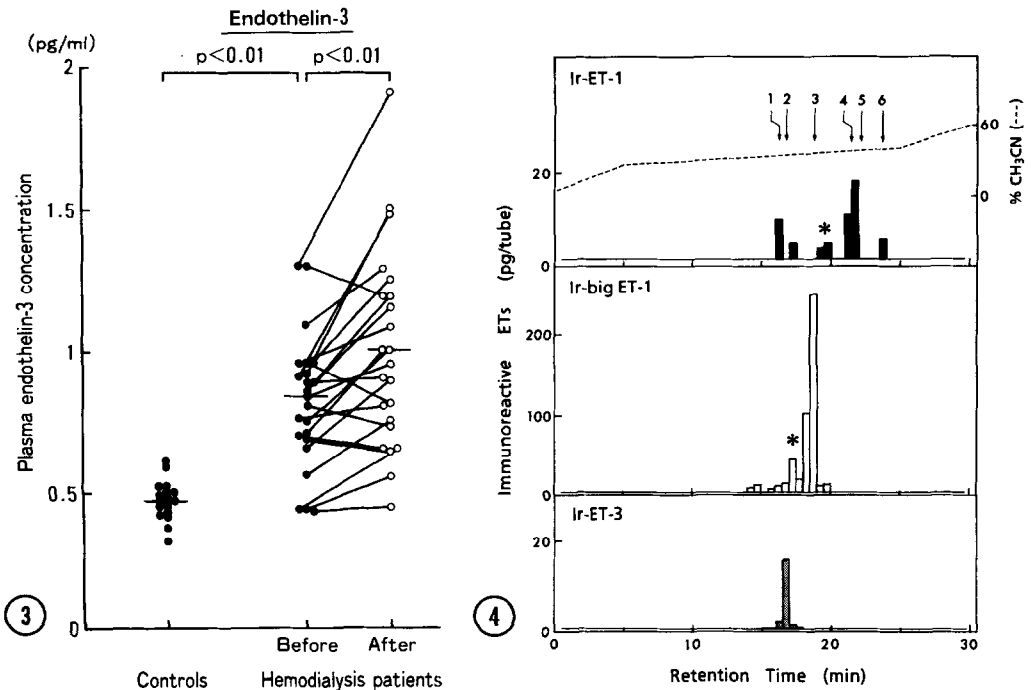 Endothelin-3
(pg/ml)
p<0.01 p<0.01
2
1.5
1
0.5
0
Plasma endothelin-3 concentration
Before After
Controls Hemodialysis patients
3
Ir-ET-1
1 2 3 4 5 6
60
0
% CH₃CN (---)
20
0
*
Ir-big ET-1
200
100
0
*
Ir-ET-3
20
0
Immunoreactive ETs (pg/tube)
0 10 20 30
Retention Time (min)
4